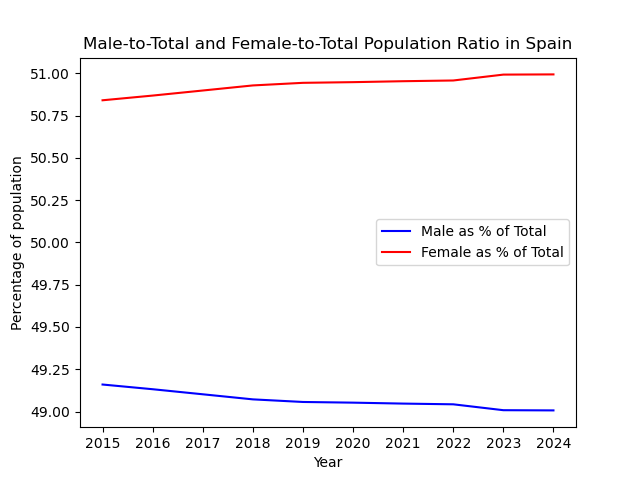 Male-to-Total and Female-to-Total Population Ratio in Spain
51.00
50.75
50.50
50.25
50.00
49.75
49.50
49.25
49.00
Percentage of population
Male as % of Total
Female as % of Total
2015 2016 2017 2018 2019 2020 2021 2022 2023 2024
Year